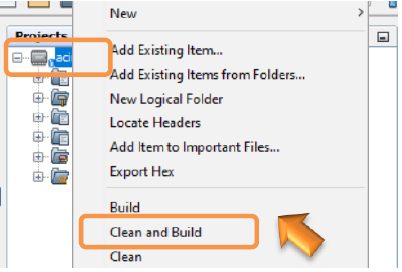 New
Projects
aci
Add Existing Item...
Add Existing Items from Folders...
New Logical Folder
Locate Headers
Add Item to Important Files...
Export Hex
Build
Clean and Build
Clean